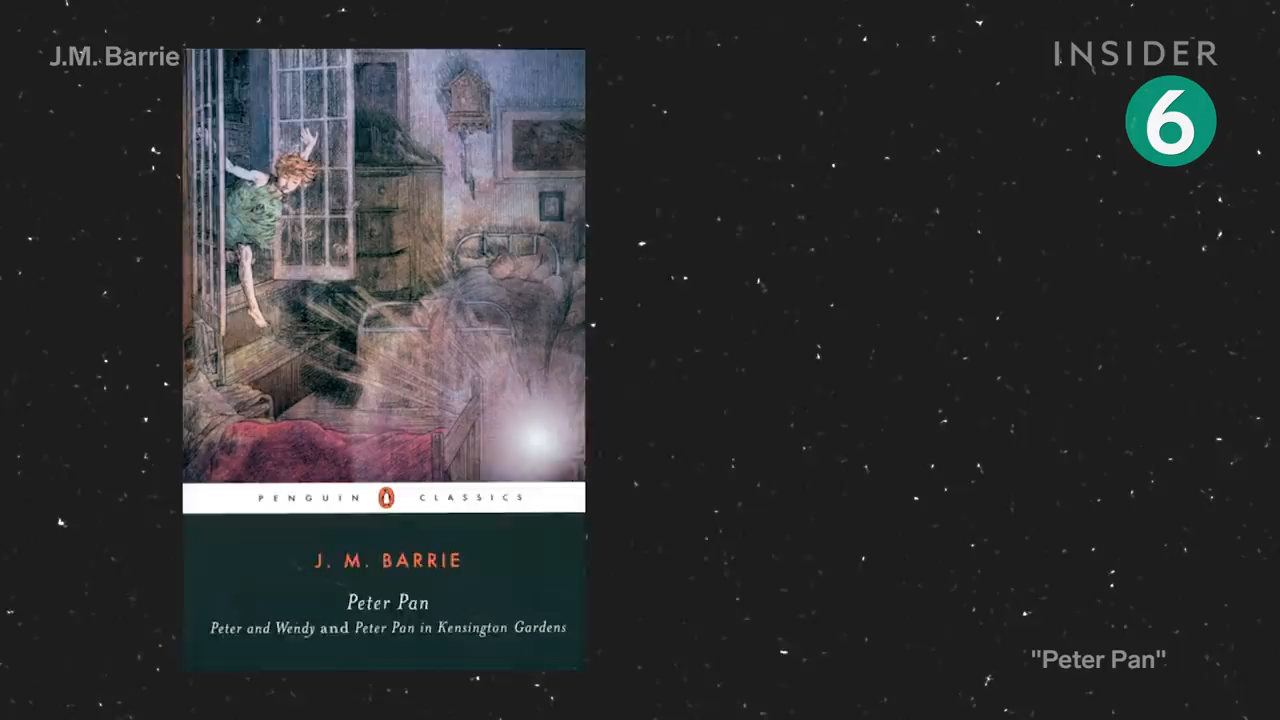 J.M. Barrie
INSIDER
6
PENGUIN CLASSICS
J. M. BARRIE
Peter Pan
Peter and Wendy and Peter Pan in Kensington Gardens
"Peter Pan"